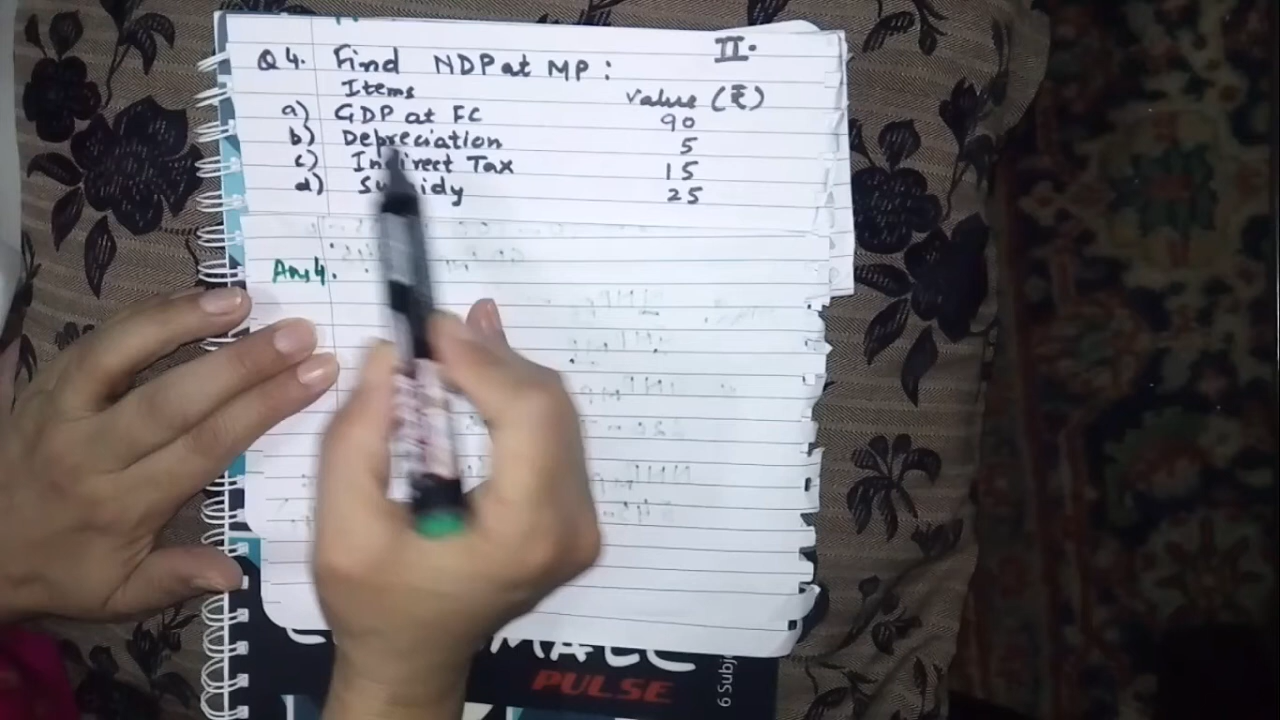 II.
Q4. Find NDP at MP :
Items Value (₹)
a) GDP at FC 90
b) Depreciation 5
c) Indirect Tax 15
d) Subsidy 25
Ans 4.
PULSE